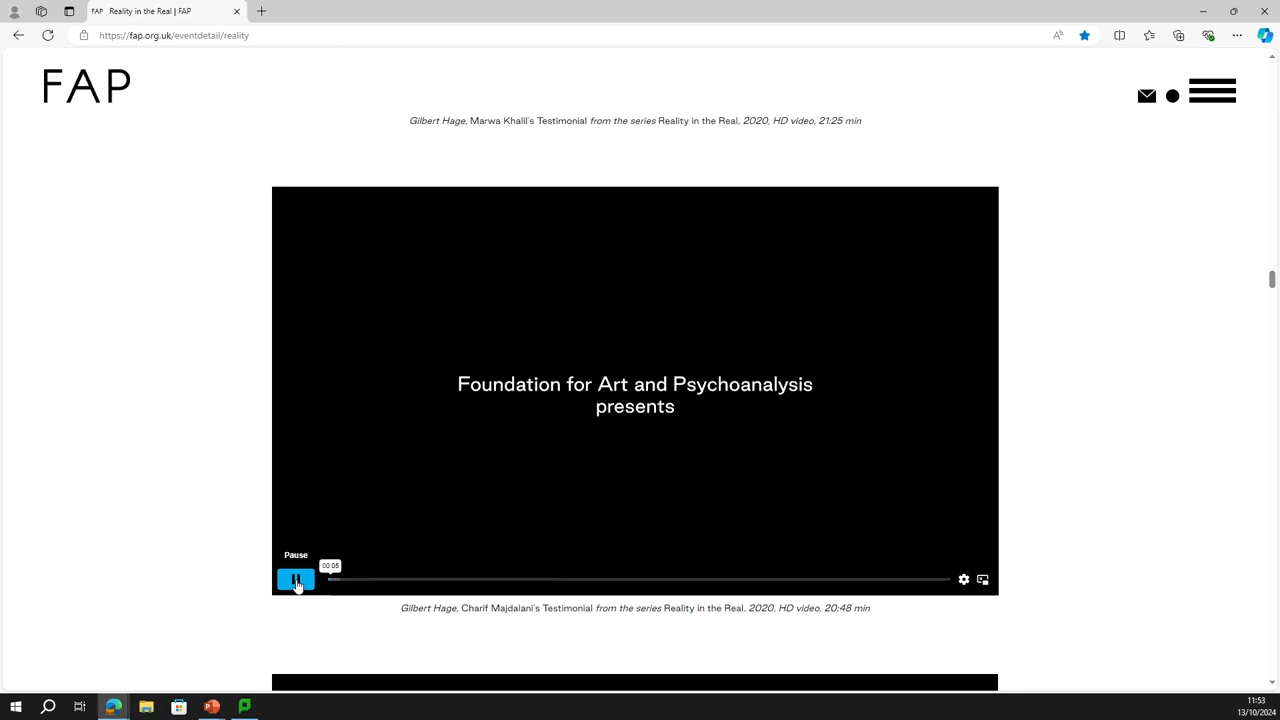 FAP Reality in the Real | FAP
https://fap.org.uk/eventdetail/reality
FAP
Gilbert Hage, Marwa Khalil's Testimonial from the series Reality in the Real, 2020, HD video, 21:25 min
Foundation for Art and Psychoanalysis
presents
Pause
00:05
Gilbert Hage, Charif Majdalani's Testimonial from the series Reality in the Real, 2020, HD video, 20:48 min
11:53
13/10/2024